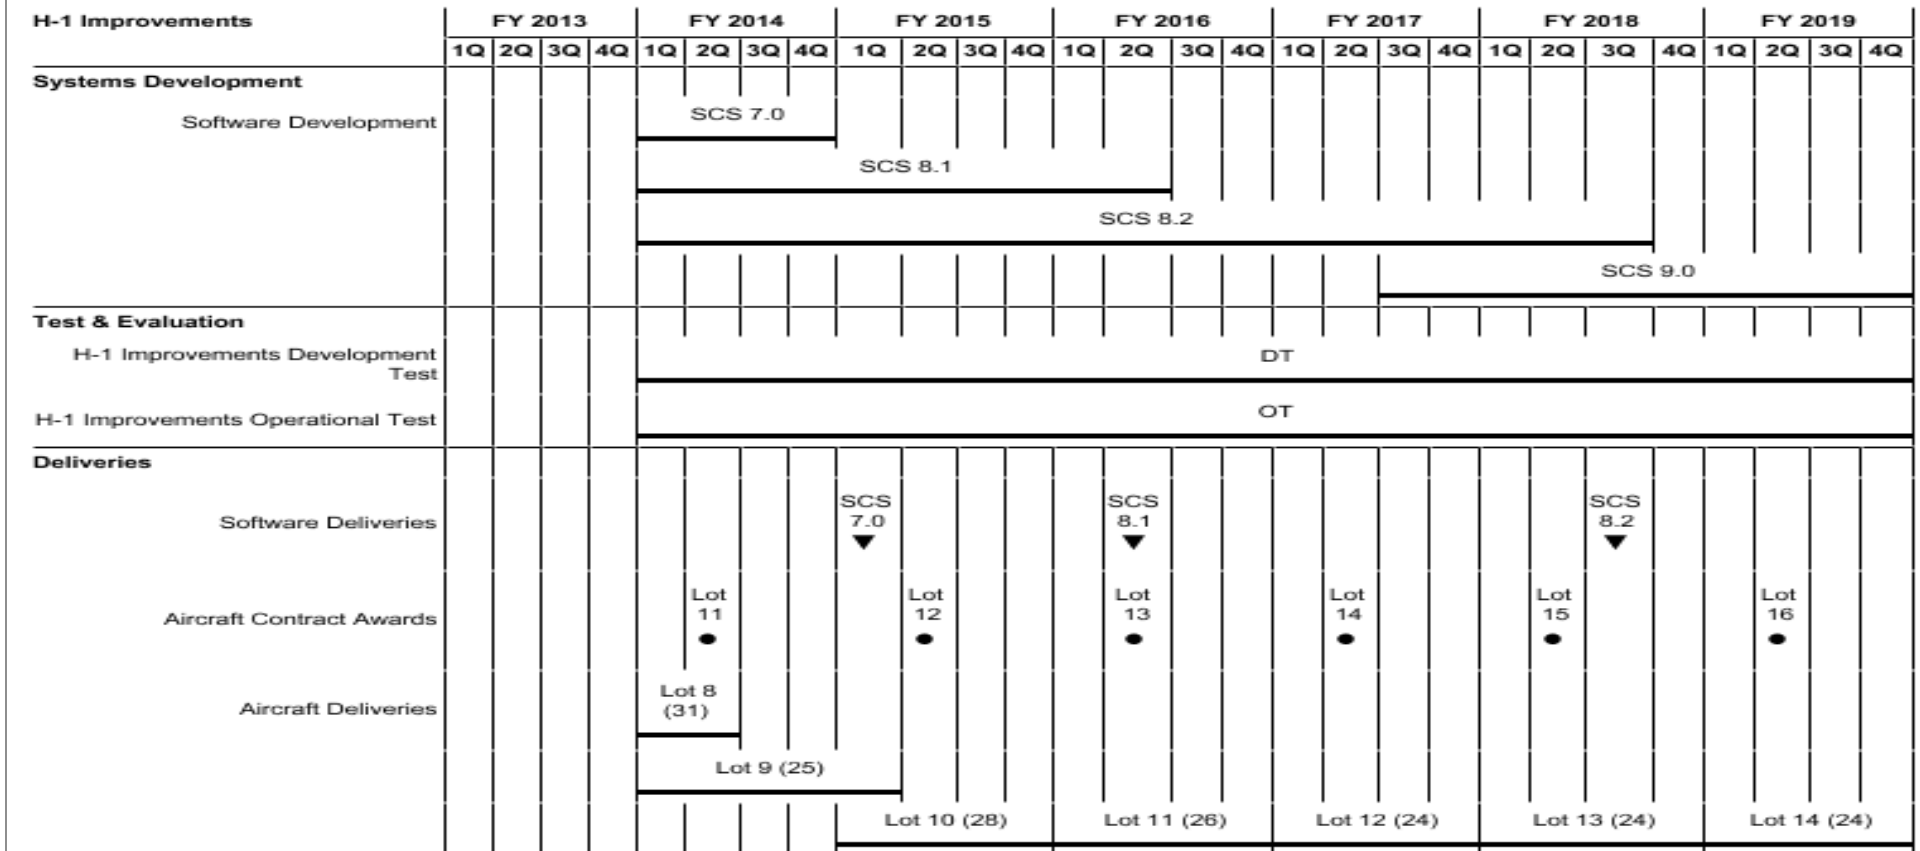 H-1 Improvements FY 2013 FY 2014 FY 2015 FY 2016 FY 2017 FY 2018 FY 2019
1Q 2Q 3Q 4Q 1Q 2Q 3Q 4Q 1Q 2Q 3Q 4Q 1Q 2Q 3Q 4Q 1Q 2Q 3Q 4Q 1Q 2Q 3Q 4Q 1Q 2Q 3Q 4Q
Systems Development
Software Development SCS 7.0
SCS 8.1
SCS 8.2
SCS 9.0
Test & Evaluation
H-1 Improvements Development
Test
DT
H-1 Improvements Operational Test OT
Deliveries
Software Deliveries
SCS
7.0
SCS
8.1
SCS
8.2
Aircraft Contract Awards
Lot
11
Lot
12
Lot
13
Lot
14
Lot
15
Lot
16
Aircraft Deliveries
Lot 8
(31)
Lot 9 (25)
Lot 10 (28) Lot 11 (26) Lot 12 (24) Lot 13 (24) Lot 14 (24)